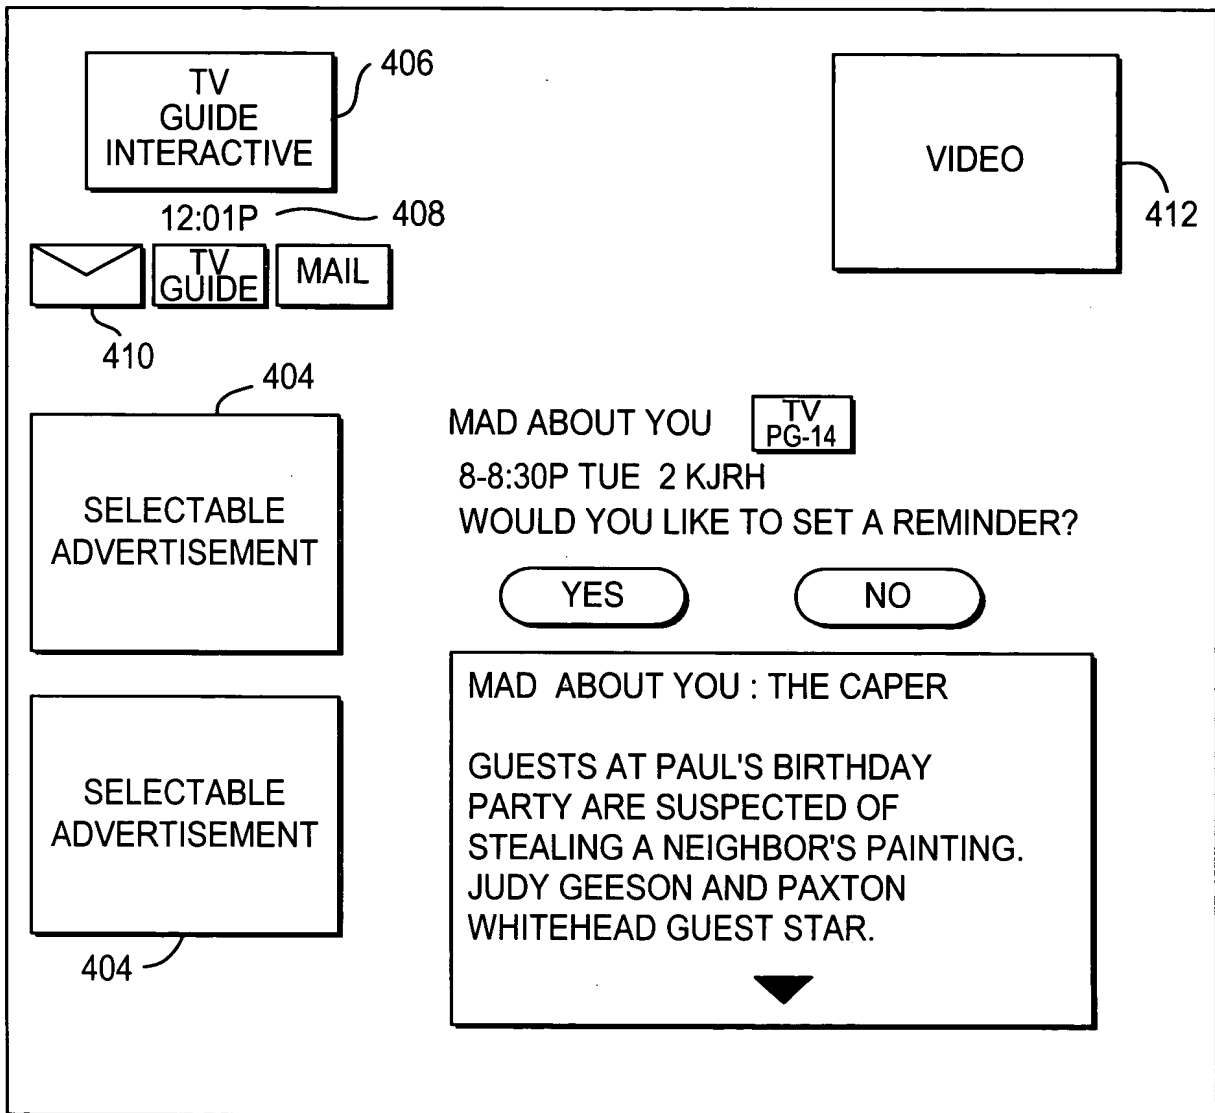 TV
GUIDE
INTERACTIVE
406
VIDEO
412
12:01P
408
TV
GUIDE
MAIL
410
404
SELECTABLE
ADVERTISEMENT
MAD ABOUT YOU
TV
PG-14
8-8:30P TUE 2 KJRH
WOULD YOU LIKE TO SET A REMINDER?
YES
NO
SELECTABLE
ADVERTISEMENT
404
MAD ABOUT YOU : THE CAPER
GUESTS AT PAUL'S BIRTHDAY
PARTY ARE SUSPECTED OF
STEALING A NEIGHBOR'S PAINTING.
JUDY GEESON AND PAXTON
WHITEHEAD GUEST STAR.